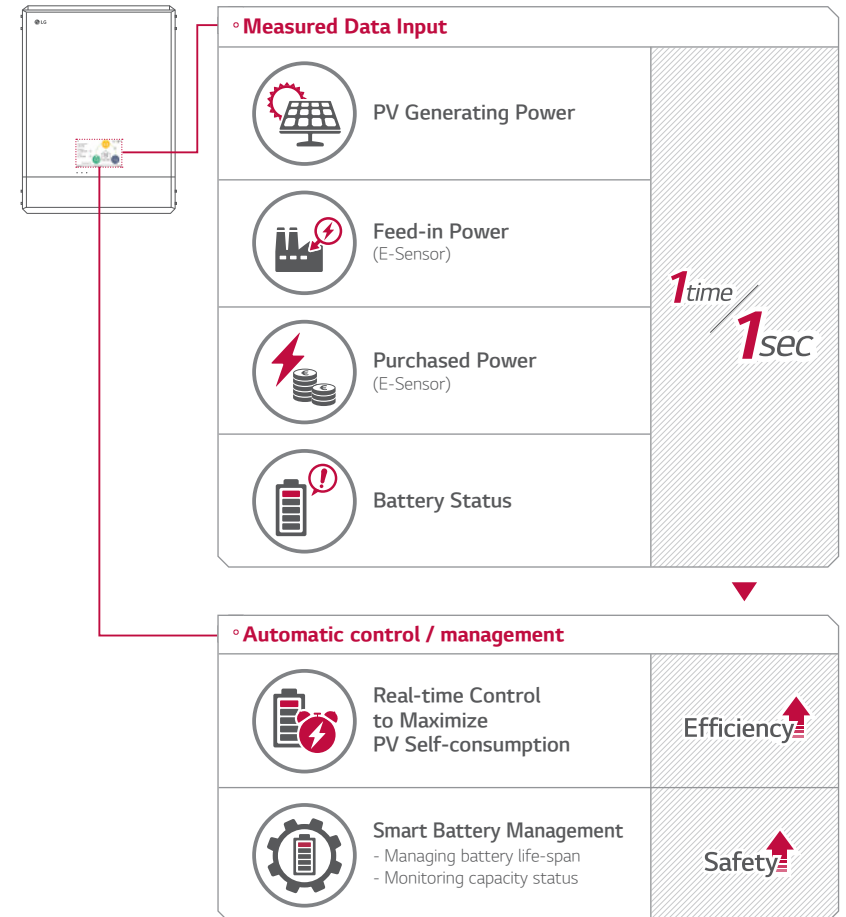 LG
Measured Data Input
PV Generating Power
Feed-in Power
(E-Sensor)
Purchased Power
(E-Sensor)
Battery Status
1time
1sec
Automatic control / management
Real-time Control
to Maximize
PV Self-consumption
Efficiency
Smart Battery Management
- Managing battery life-span
- Monitoring capacity status
Safety